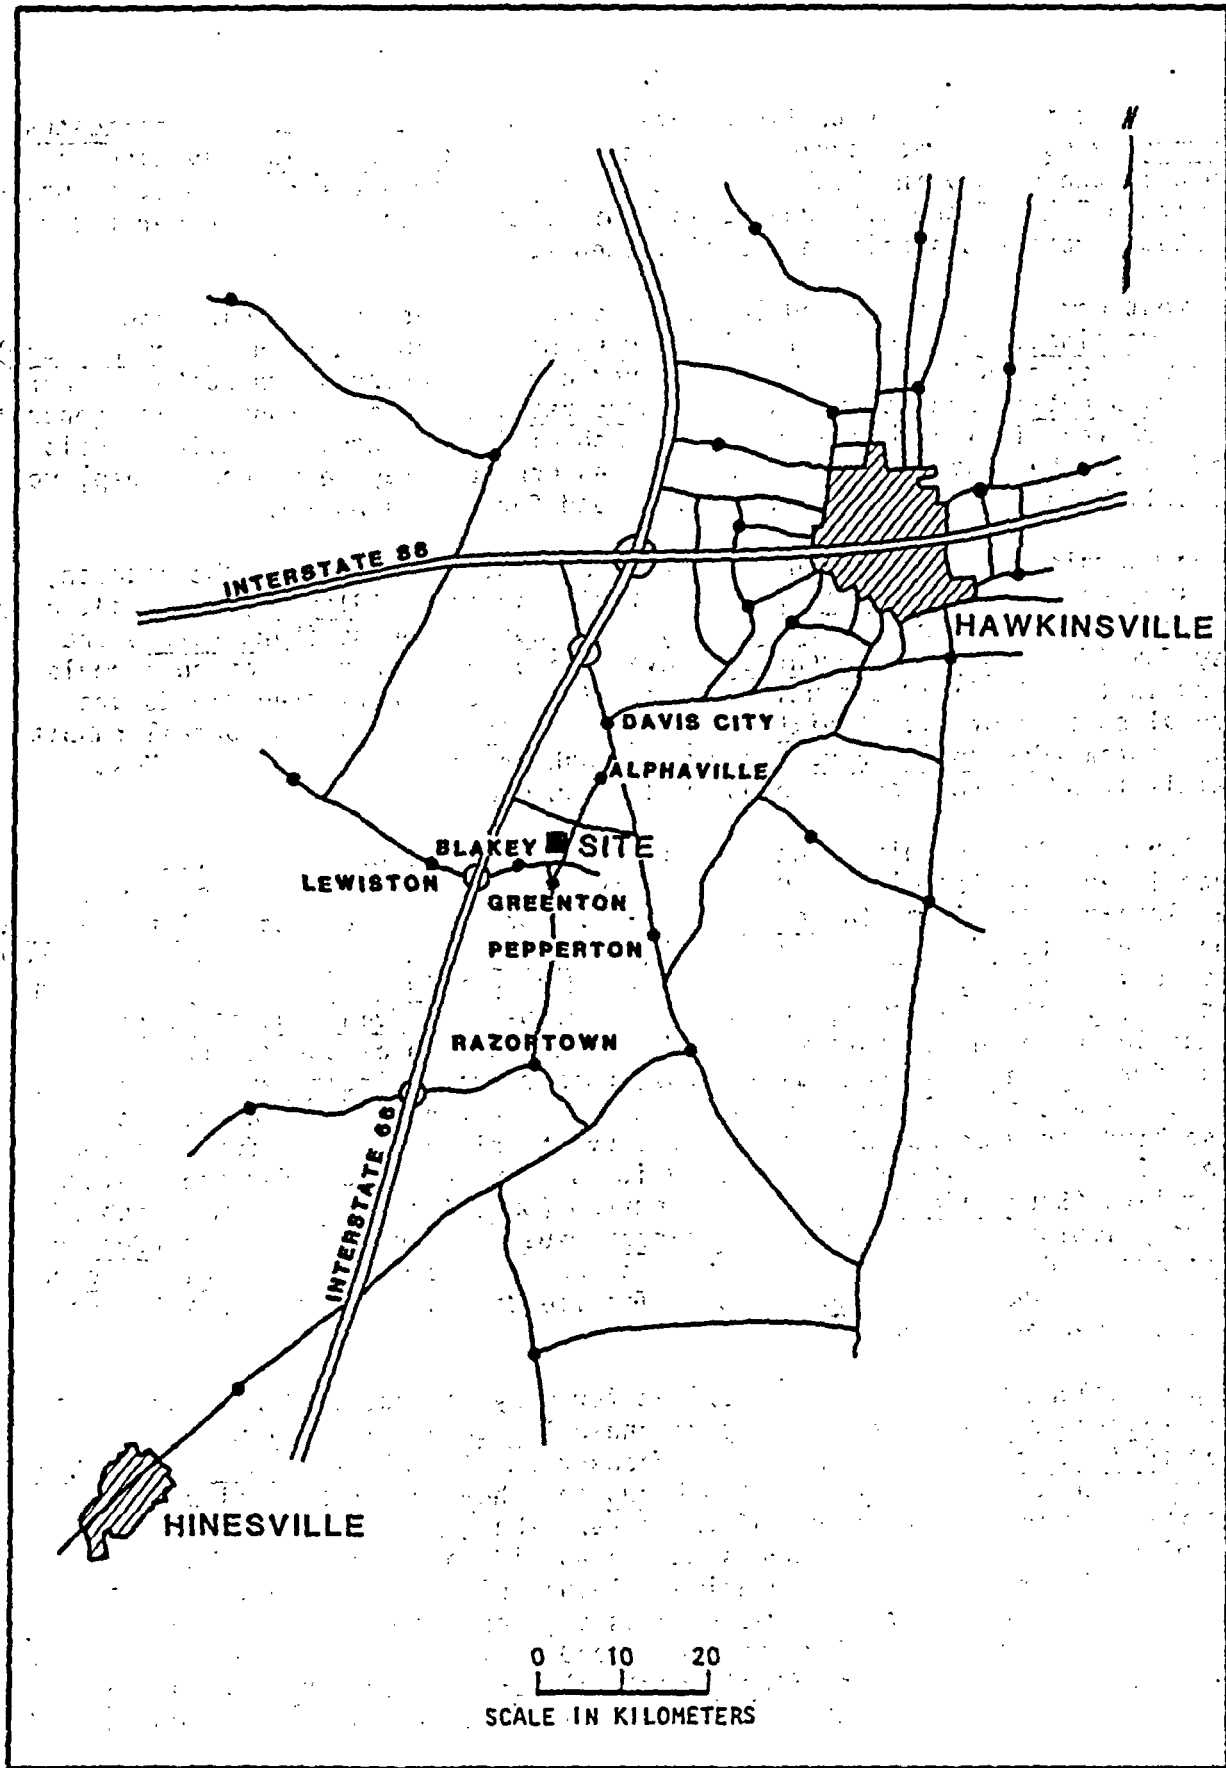 N
INTERSTATE 88
HAWKINSVILLE
DAVIS CITY
ALPHAVILLE
BLAKEY SITE
LEWISTON
GREENTON
PEPPERTON
RAZORTOWN
INTERSTATE 66
HINESVILLE
0 10 20
SCALE IN KILOMETERS